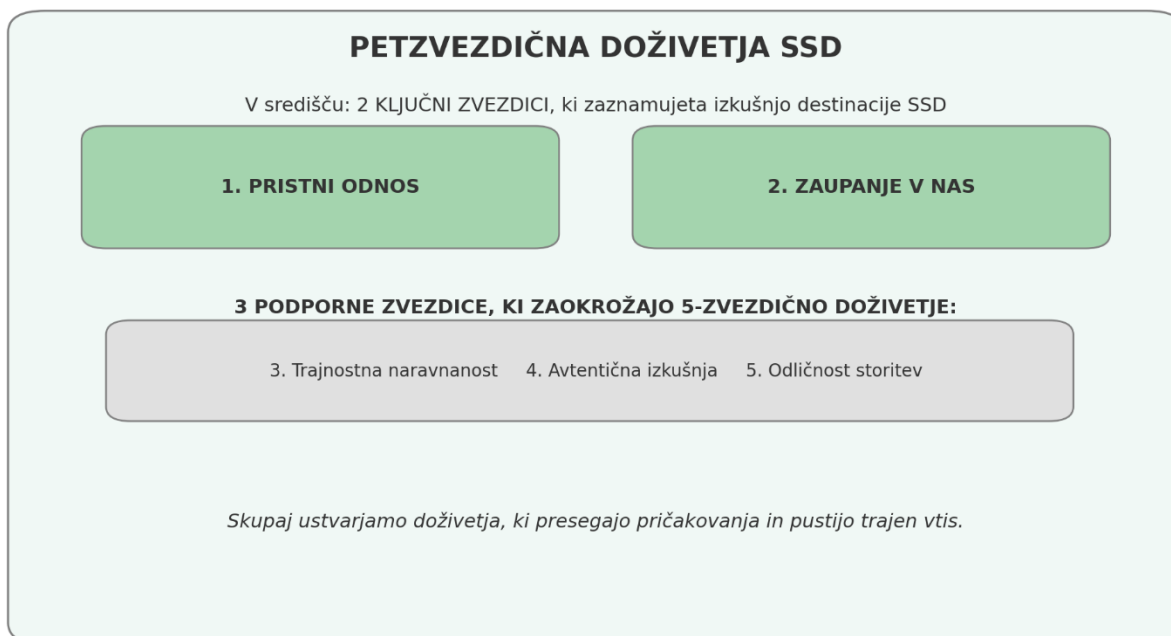 PETZVEZDIČNA DOŽIVETJA SSD
V središču: 2 KLJUČNI ZVEZDICI, ki zaznamujeta izkušnjo destinacije SSD
1. PRISTNI ODNOS
2. ZAUPANJE V NAS
3 PODPORNE ZVEZDICE, KI ZAOKROŽAJO 5-ZVEZDIČNO DOŽIVETJE:
3. Trajnostna naravnanost 4. Avtentična izkušnja 5. Odličnost storitev
Skupaj ustvarjamo doživetja, ki presegajo pričakovanja in pustijo trajen vtis.